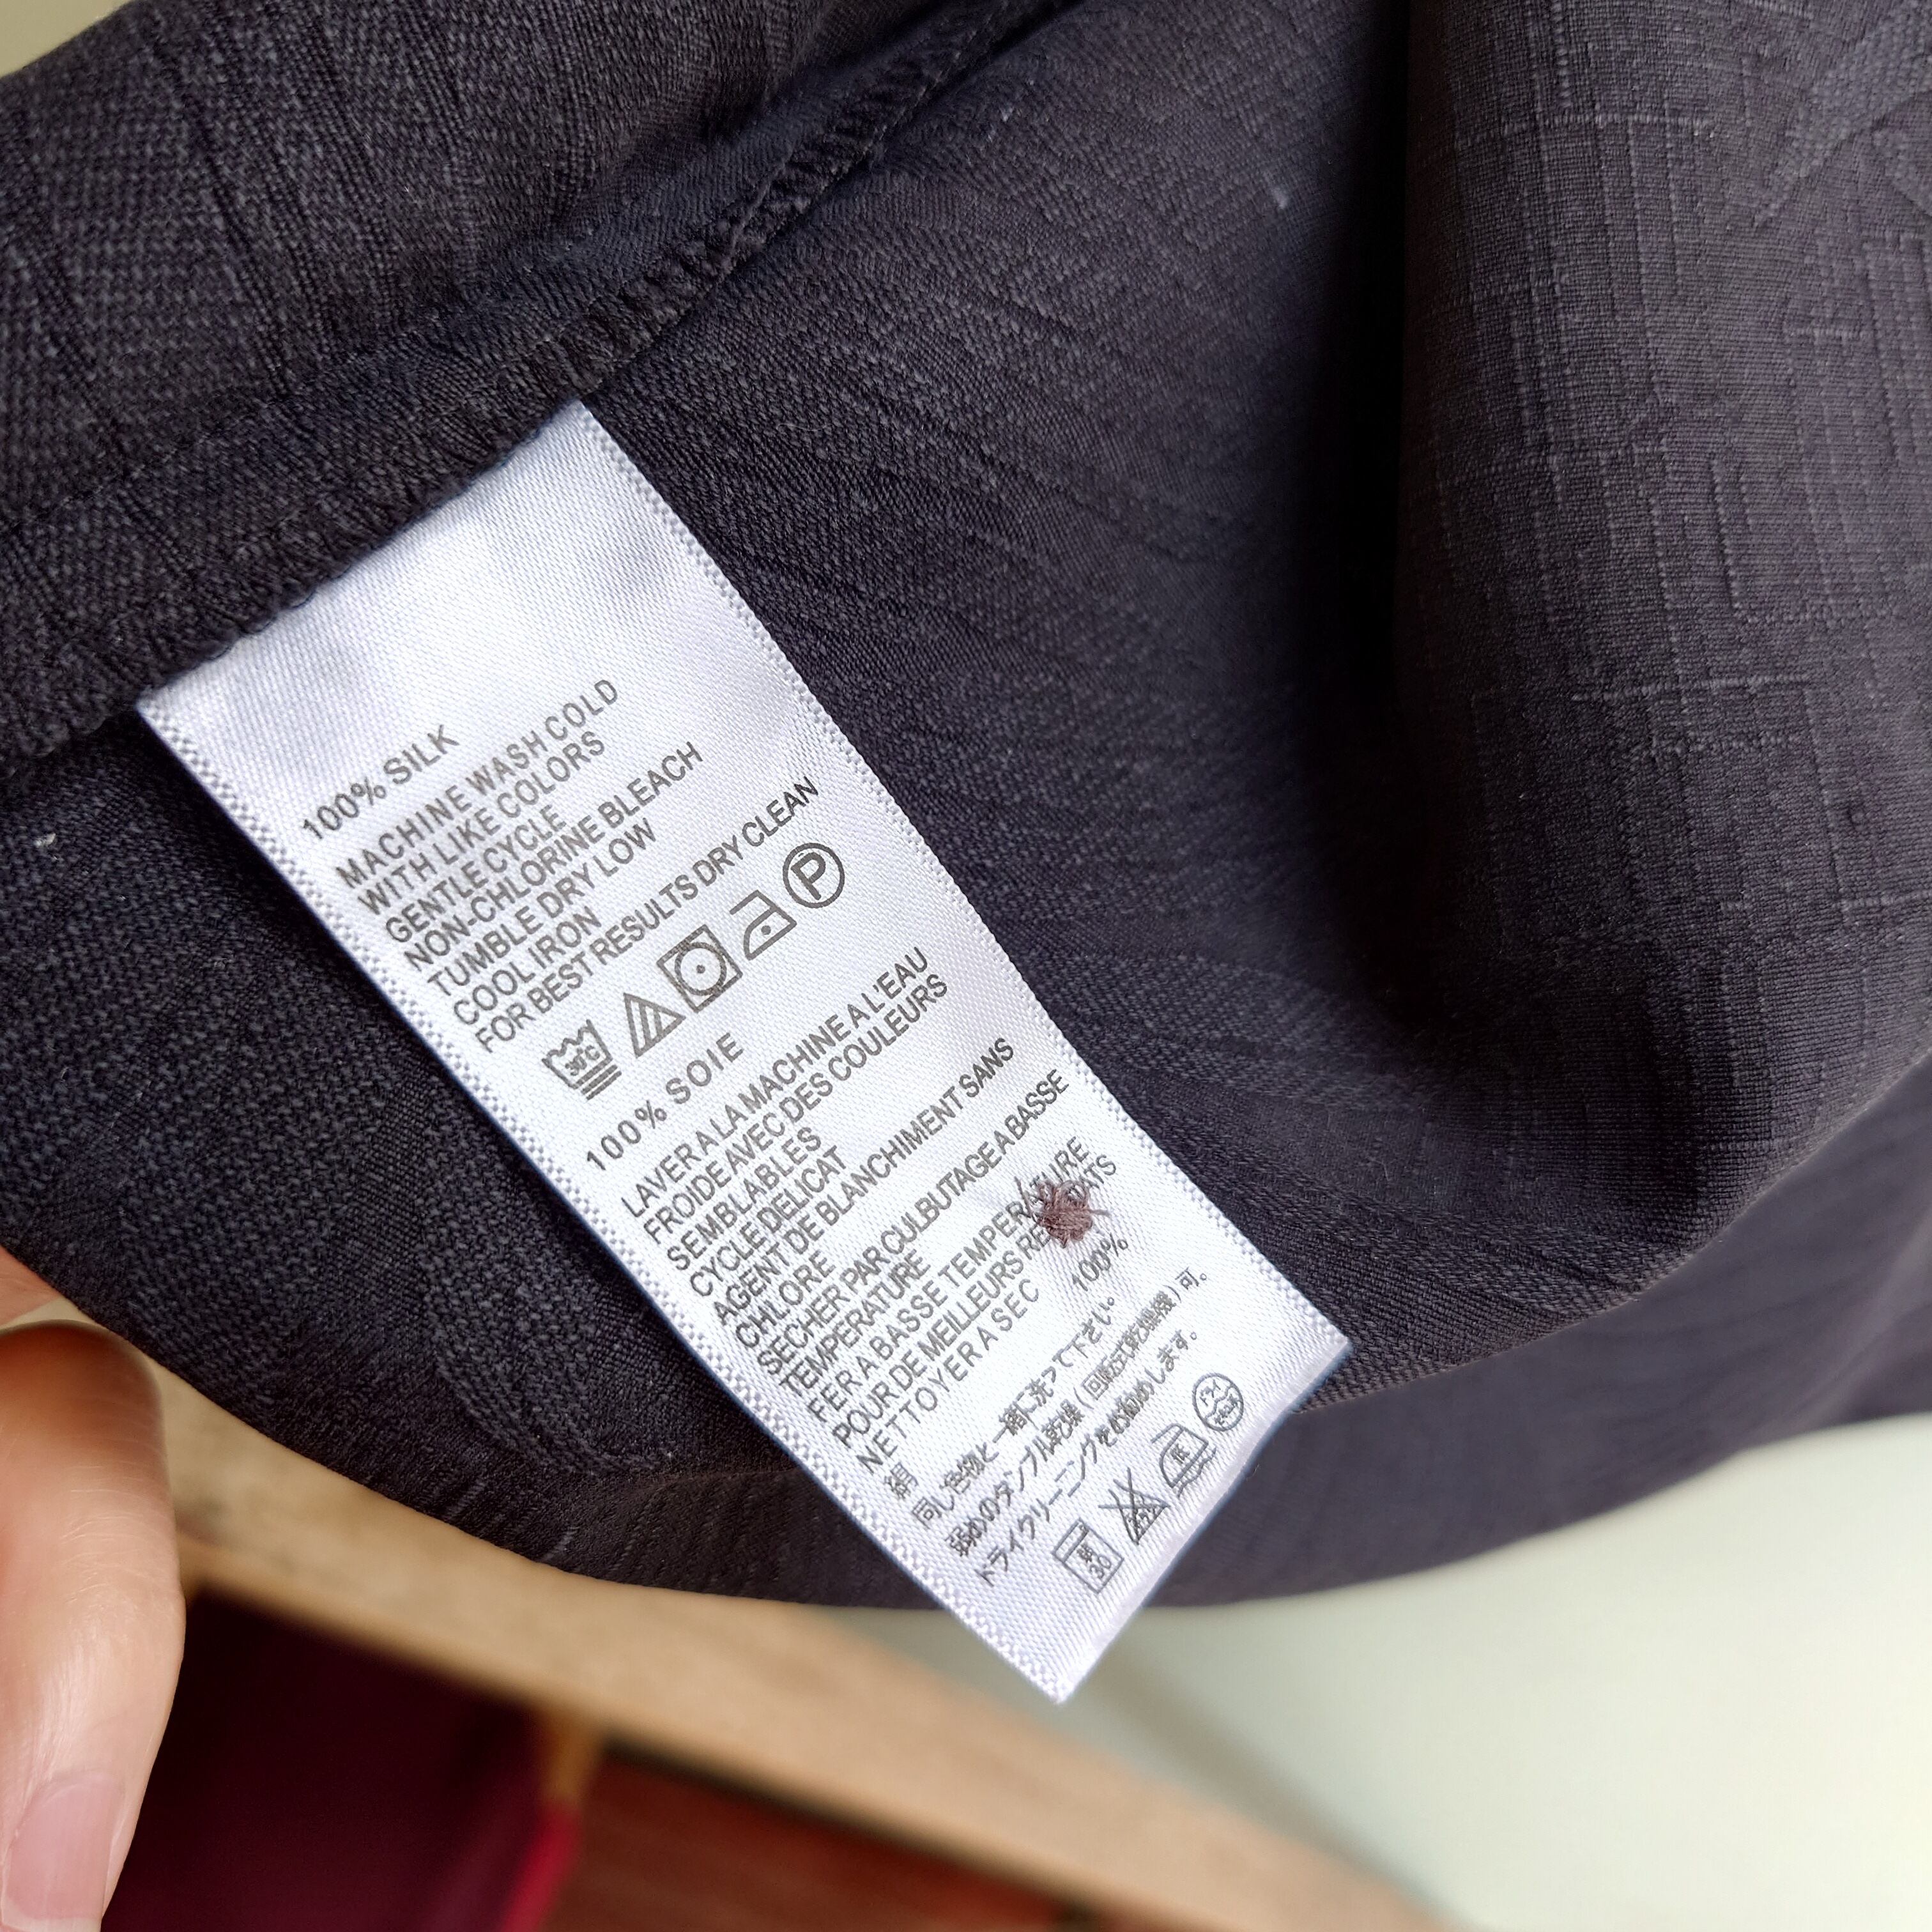 100% SILK
MACHINE WASH COLD
WITH LIKE COLORS
GENTLE CYCLE
NON-CHLORINE BLEACH
TUMBLE DRY LOW
COOL IRON
FOR BEST RESULTS DRY CLEAN
30°C P
100% SOIE
LAVER A LA MACHINE A L'EAU
FROIDE AVEC DES COULEURS
SEMBLABLES
CYCLE DELICAT
AGENT DE BLANCHIMENT SANS
CHLORE
SECHER PAR CULBUTAGE A BASSE
TEMPERATURE
FER A BASSE TEMPERATURE
POUR DE MEILLEURS
NETTOYER A SEC
絹 100%
同じ色物と一緒に洗って下さい。
弱めのタンブル乾燥(回転式乾燥機)可。
ドライクリーニングをお勧めします。
弱 30 低